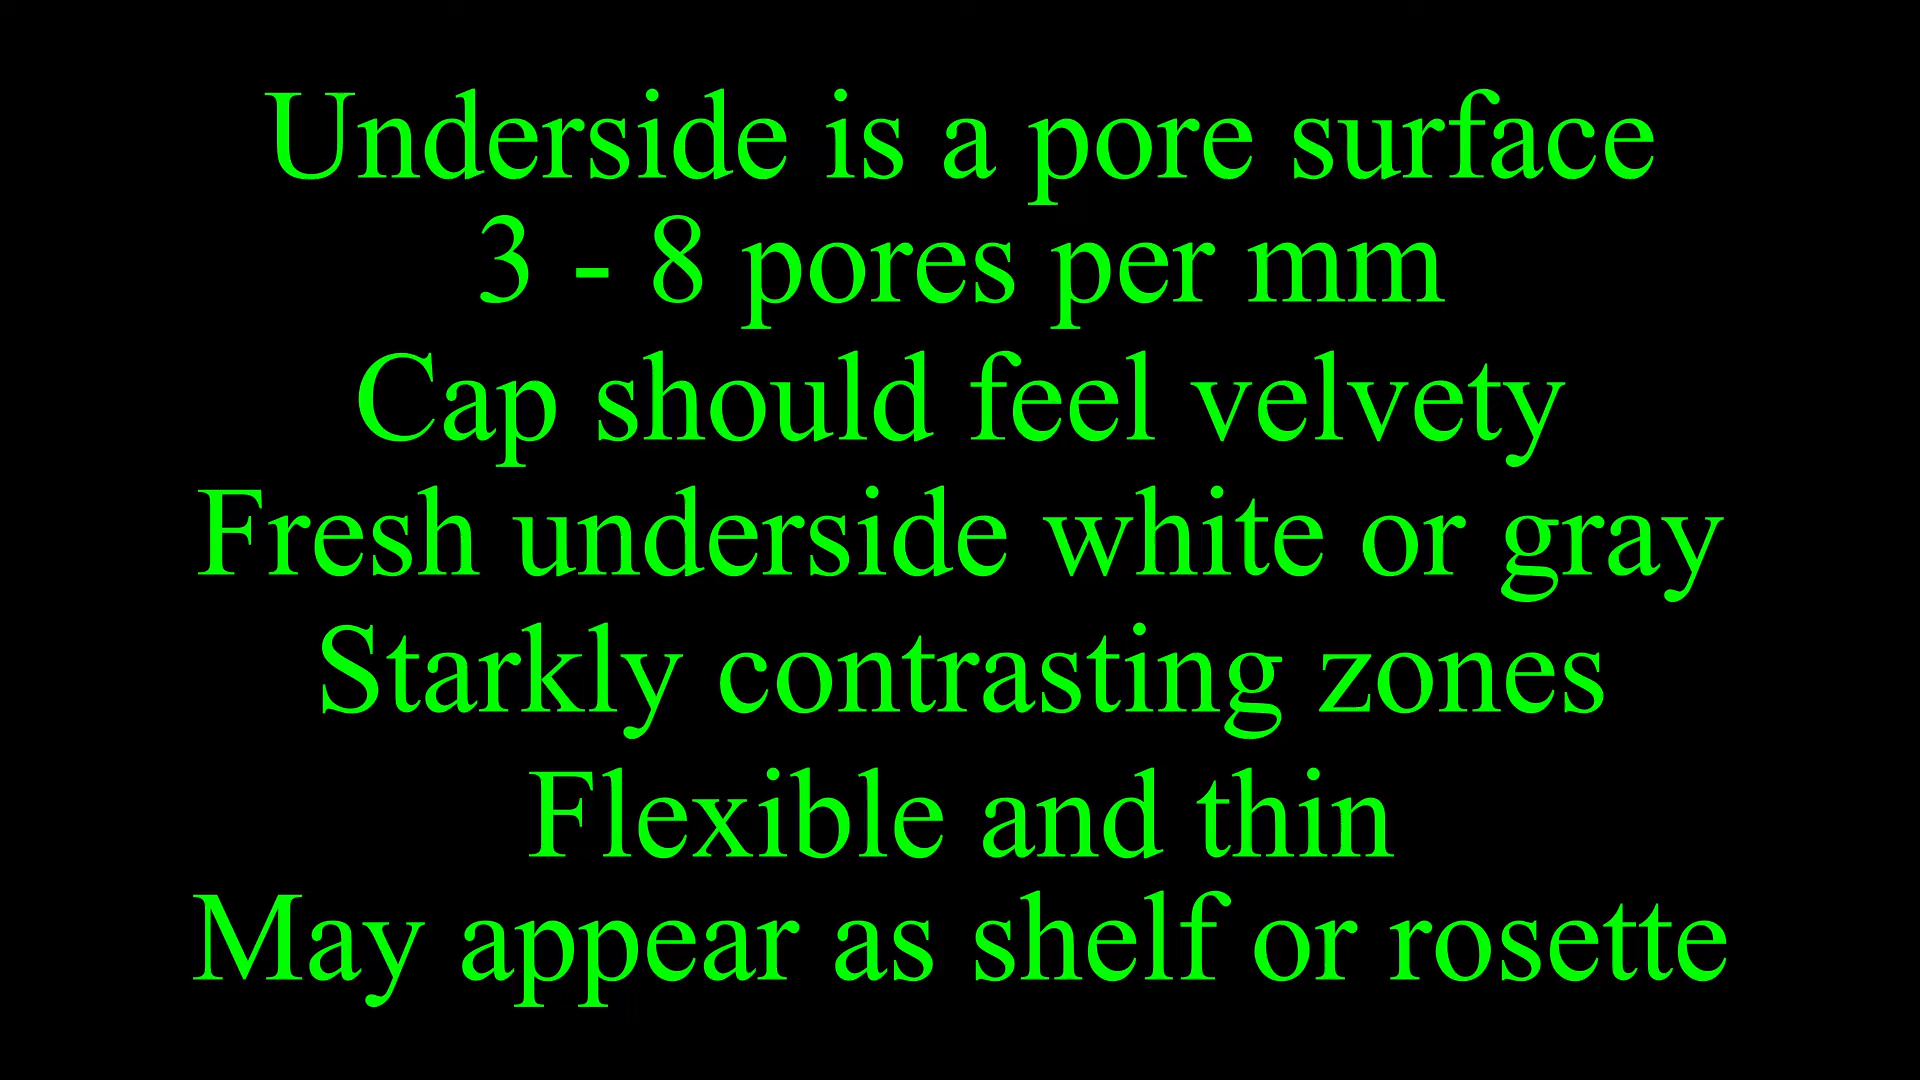 Underside is a pore surface
3 - 8 pores per mm
Cap should feel velvety
Fresh underside white or gray
Starkly contrasting zones
Flexible and thin
May appear as shelf or rosette